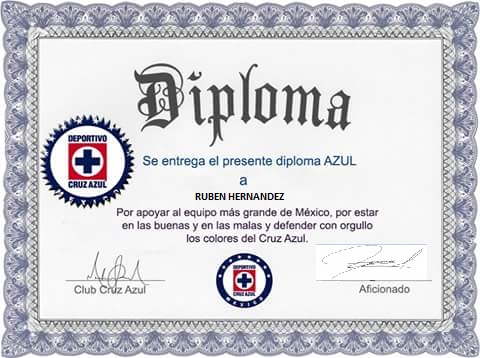 Diploma
DEPORTIVO
CRUZ AZUL
Se entrega el presente diploma AZUL
a
RUBEN HERNANDEZ
Por apoyar al equipo más grande de México, por estar
en las buenas y en las malas y defender con orgullo
los colores del Cruz Azul.
Club Cruz Azul
DEPORTIVO
CRUZ AZUL
MEXICO
Aficionado